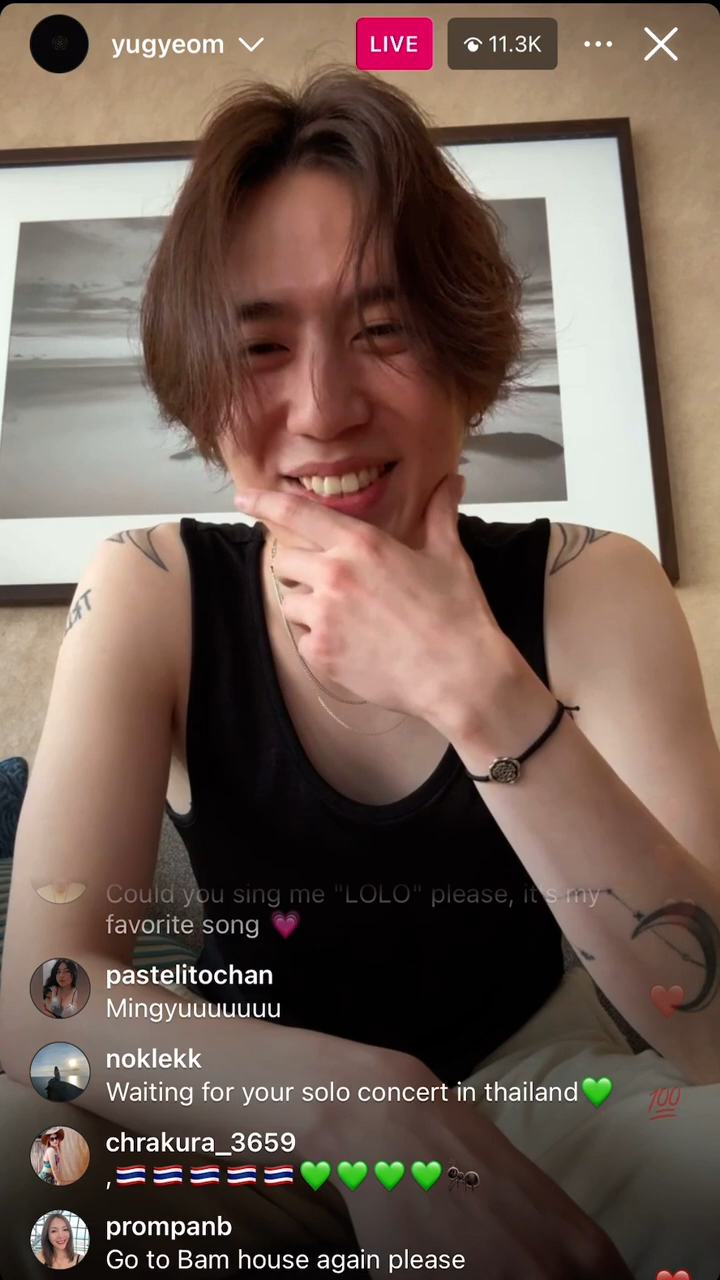 yugyeom
LIVE
11.3K
Could you sing me "LOLO" please, it's my
favorite song 💗
pastelitochan
Mingyuuuuuuu
noklekk
Waiting for your solo concert in thailand💚
💯
chrakura_3659
,🇹🇭🇹🇭🇹🇭🇹🇭🇹🇭💚💚💚💚🐜
prompanb
Go to Bam house again please